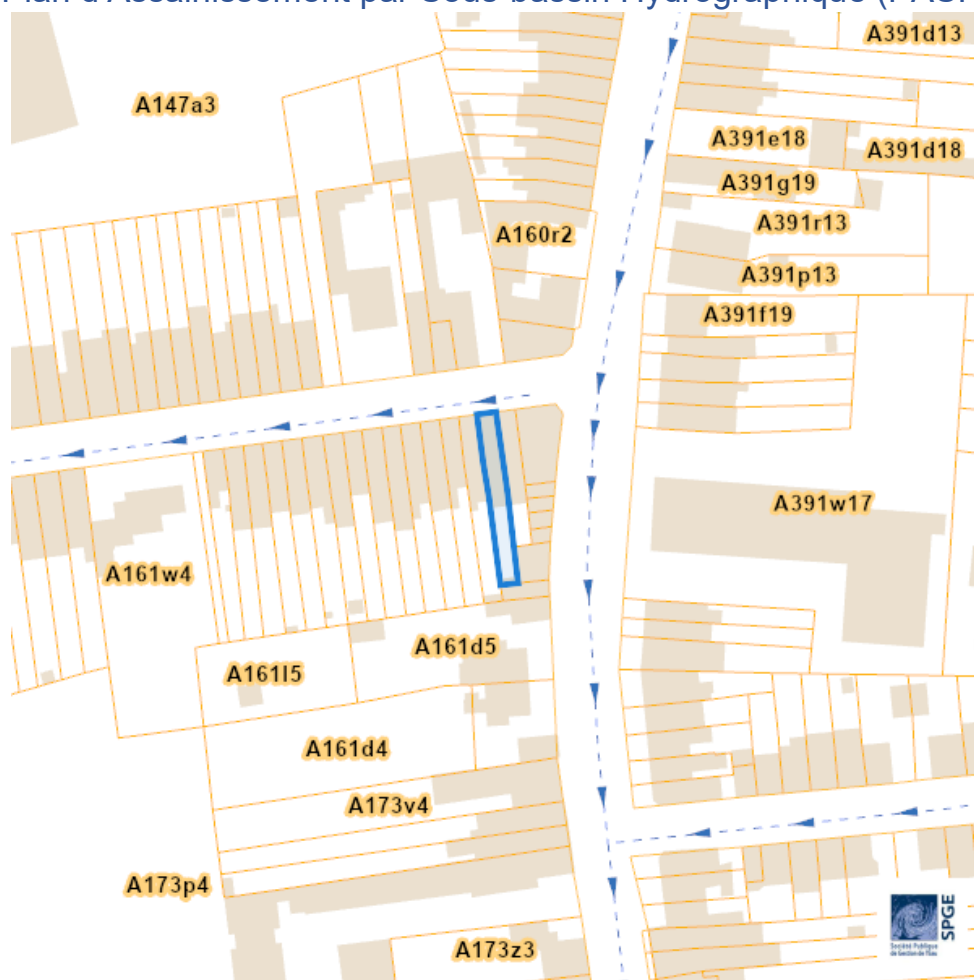 Plan d'Assainissement par Sous-bassin Hydrographique (PASH
A391d13
A147a3
A391e18
A391d18
A391g19
A391r13
A160r2
A391p13
A391f19
A391w17
A161w4
A161d5
A161l5
A161d4
A173v4
A173p4
A173z3
SPGE
Société Publique
de Gestion de l'Eau